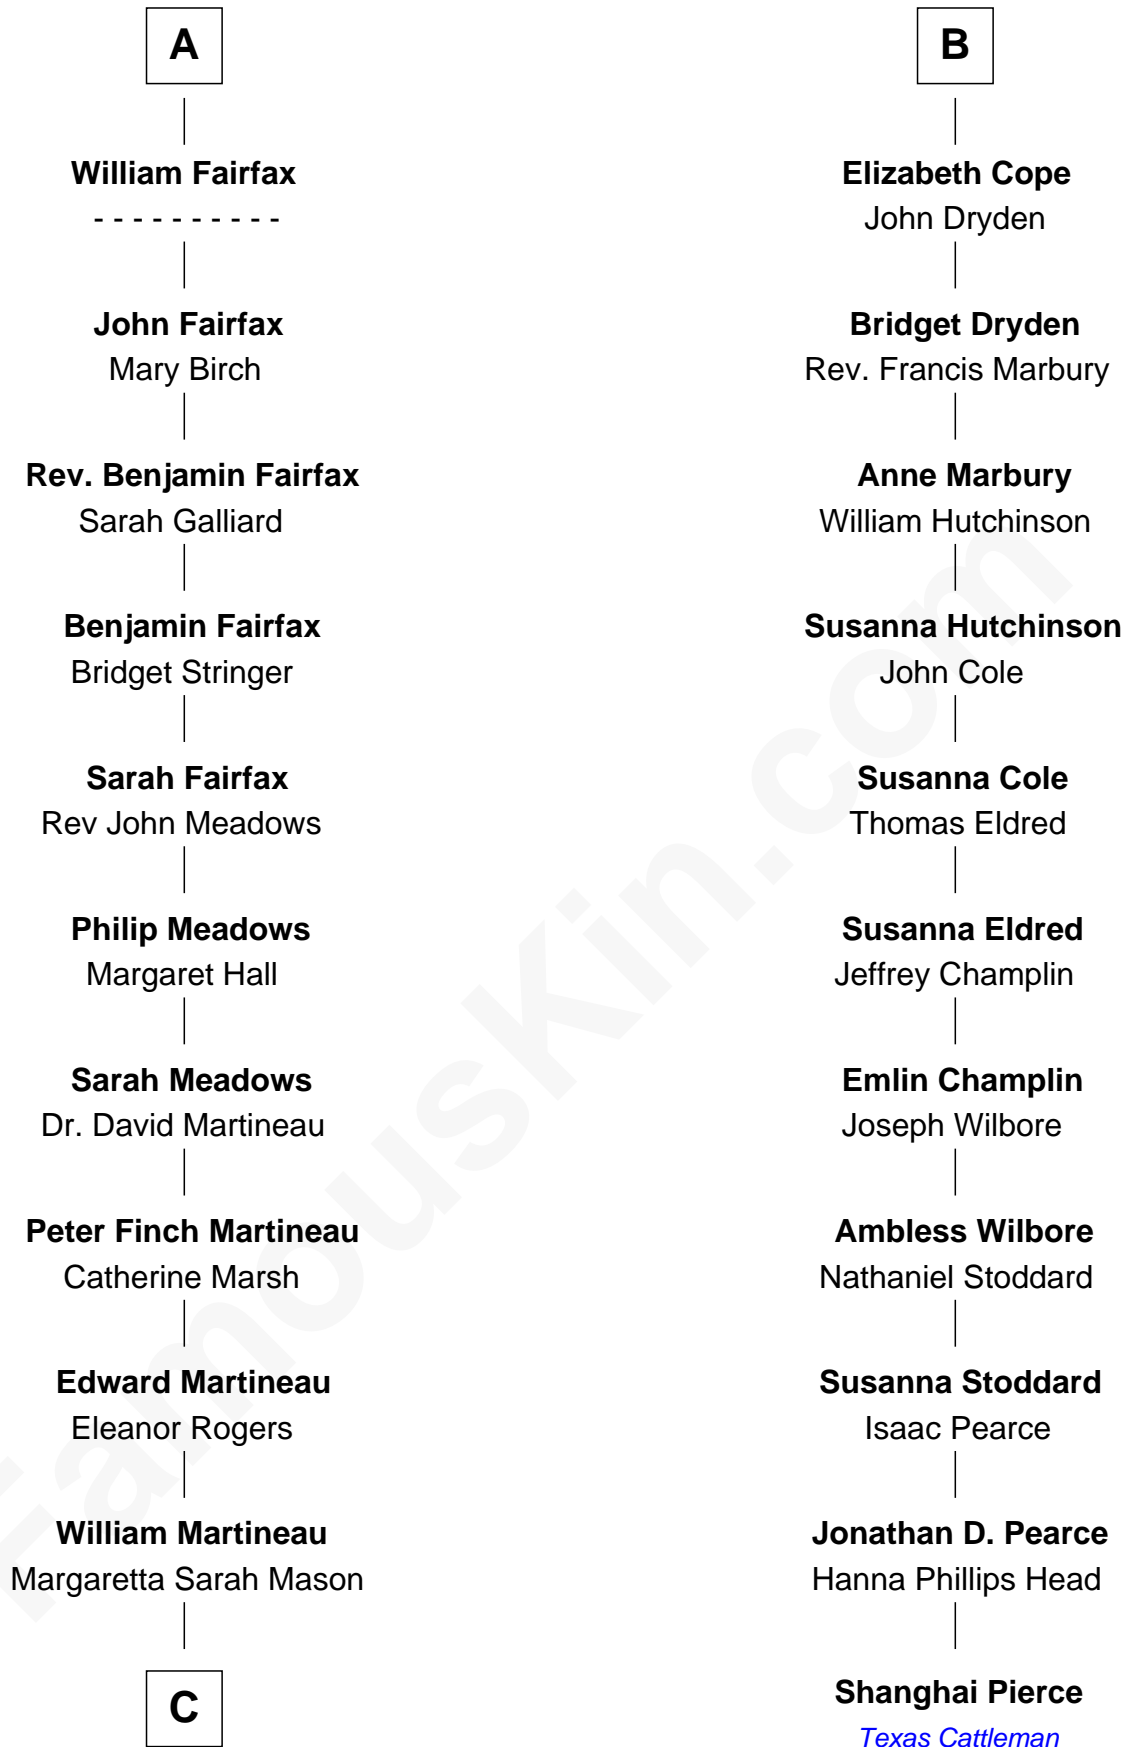 A
William Fairfax
- - - - - - - - - -
John Fairfax
Mary Birch
Rev. Benjamin Fairfax
Sarah Galliard
Benjamin Fairfax
Bridget Stringer
Sarah Fairfax
Rev John Meadows
Philip Meadows
Margaret Hall
Sarah Meadows
Dr. David Martineau
Peter Finch Martineau
Catherine Marsh
Edward Martineau
Eleanor Rogers
William Martineau
Margaretta Sarah Mason
C
B
Elizabeth Cope
John Dryden
Bridget Dryden
Rev. Francis Marbury
Anne Marbury
William Hutchinson
Susanna Hutchinson
John Cole
Susanna Cole
Thomas Eldred
Susanna Eldred
Jeffrey Champlin
Emlin Champlin
Joseph Wilbore
Ambless Wilbore
Nathaniel Stoddard
Susanna Stoddard
Isaac Pearce
Jonathan D. Pearce
Hanna Phillips Head
Shanghai Pierce
Texas Cattleman
FamousKin.com